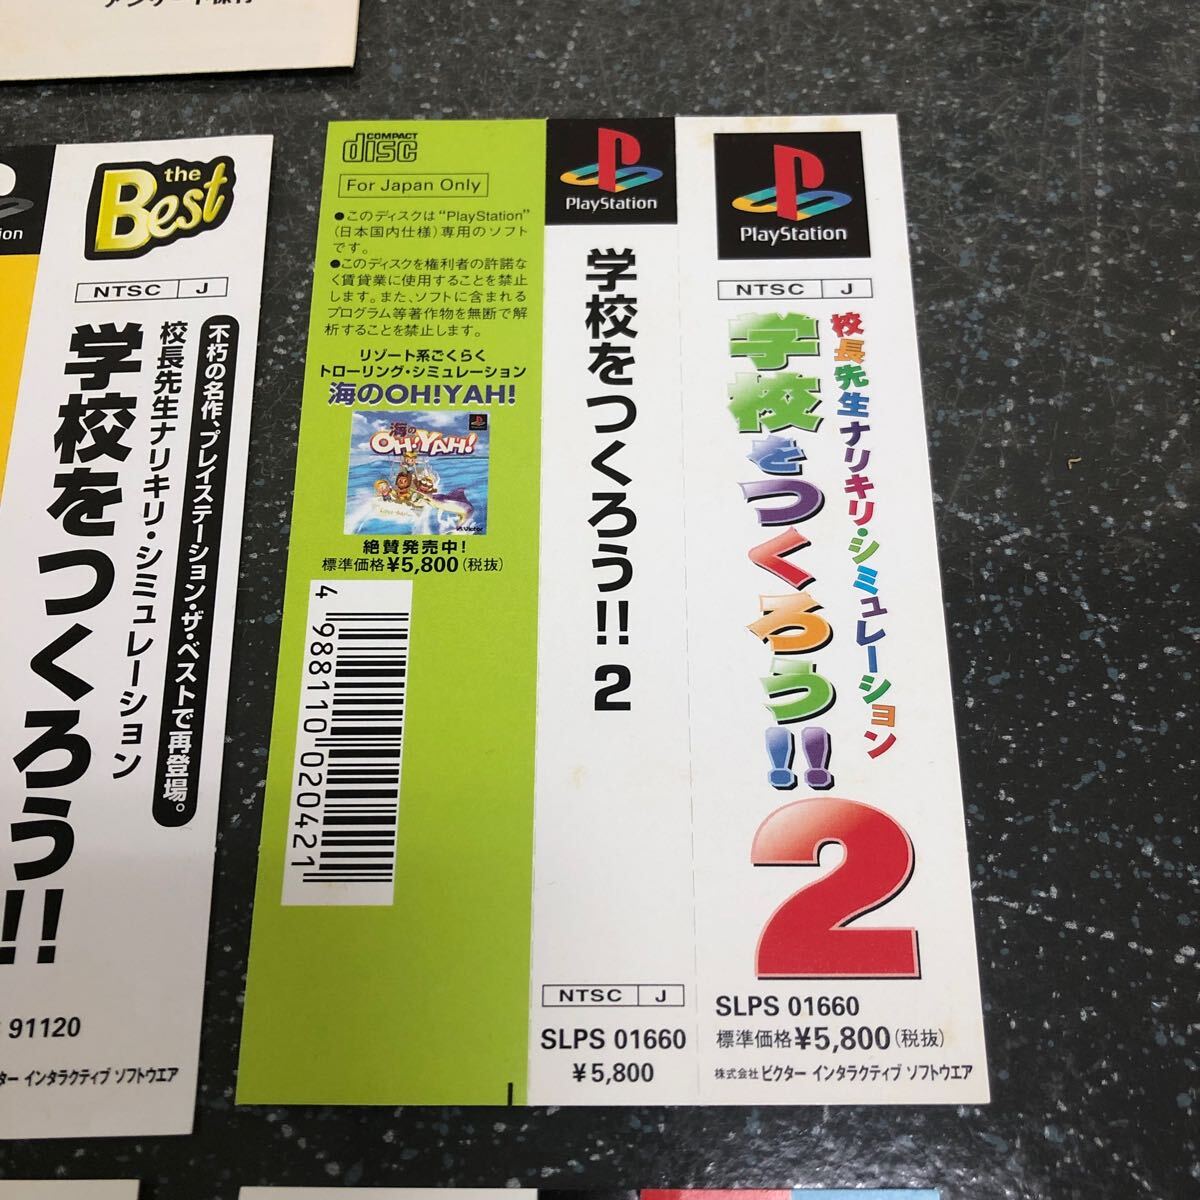 アンケート係行
the
Best
NTSC J
不朽の名作、プレイステーション・ザ・ベストで再登場。
校長先生ナリキリ・シミュレーション
学校をつくろう!!
91120
インタラクティブ ソフトウエア
COMPACT
disc
For Japan Only
●このディスクは“PlayStation”
(日本国内仕様)専用のソフト
です。
●このディスクを権利者の許諾な
く賃貸業に使用することを禁止
します。また、ソフトに含まれる
プログラム等著作物を無断で解
析することを禁止します。
リゾート系ごくらく
トローリング・シミュレーション
海のOH!YAH!
海の
OH!YAH!
Victor
絶賛発売中!
標準価格¥5,800(税抜)
4 988110 020421
PlayStation
学校をつくろう!! 2
NTSC J
SLPS 01660
¥5,800
PlayStation
NTSC J
校長先生ナリキリ・シミュレーション
学校をつくろう!!
2
SLPS 01660
標準価格¥5,800(税抜)
株式会社 ビクター インタラクティブ ソフトウエア